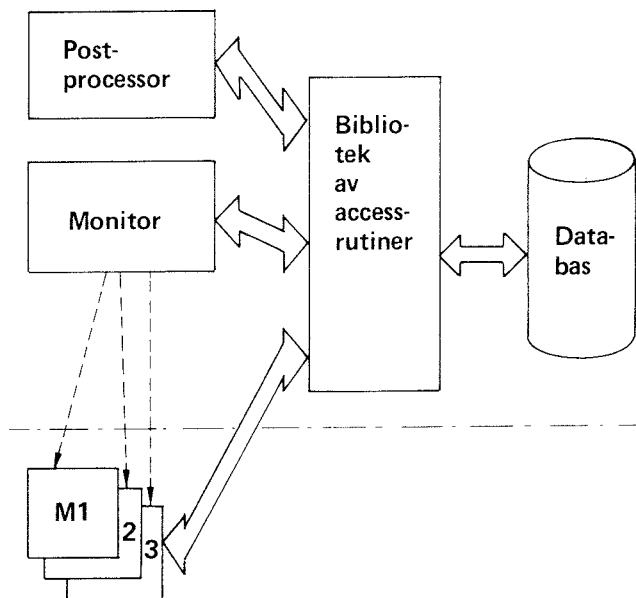 Post-
processor
Biblio-
tek
av
access-
rutiner
Monitor
Data-
bas
M1
2
3